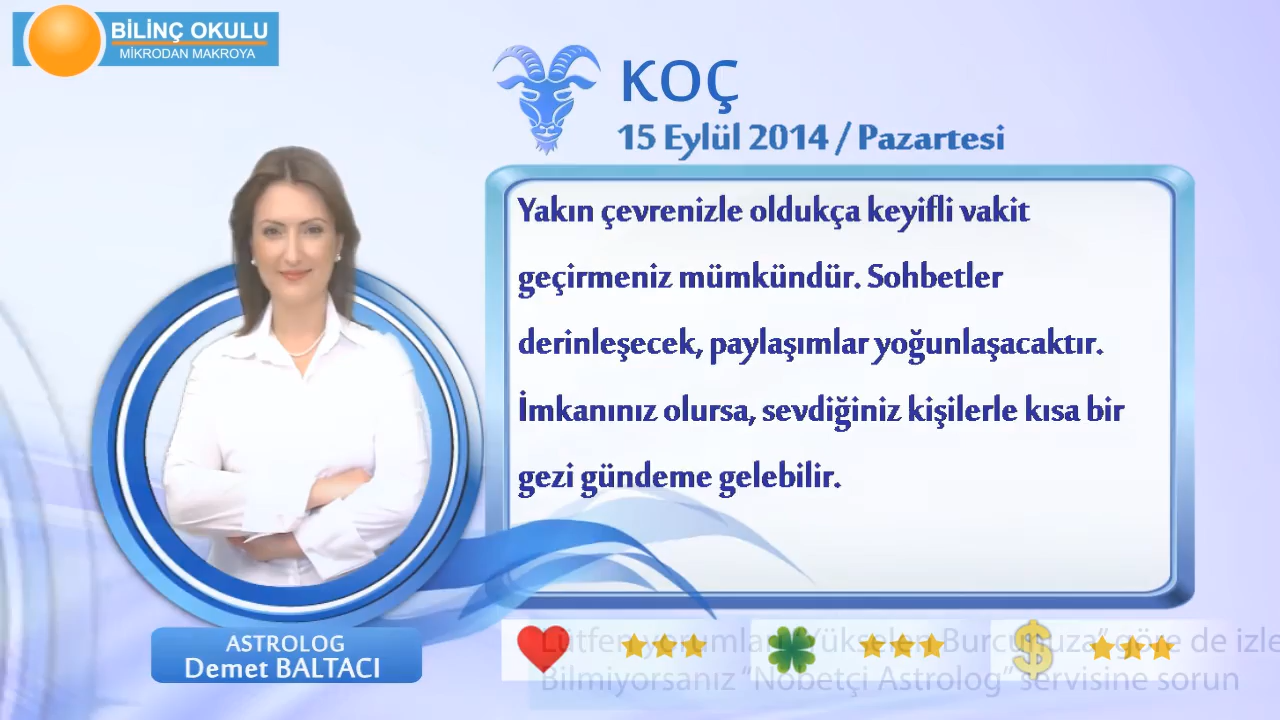 BİLİNÇ OKULU
MİKRODAN MAKROYA
KOÇ
15 Eylül 2014 / Pazartesi
Yakın çevrenizle oldukça keyifli vakit
geçirmeniz mümkündür. Sohbetler
derinleşecek, paylaşımlar yoğunlaşacaktır.
İmkanınız olursa, sevdiğiniz kişilerle kısa bir
gezi gündeme gelebilir.
ASTROLOG
Demet BALTACI
Lütfen yorumları "Yükselen Burcunuza" göre de izle
Bilmiyorsanız "Nöbetçi Astrolog" servisine sorun